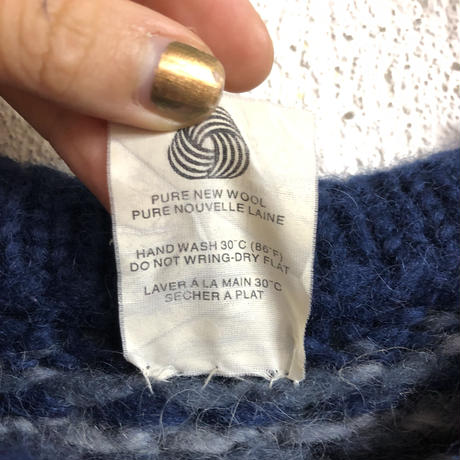 PURE NEW WOOL
PURE NOUVELLE LAINE
HAND WASH 30°C (86°F)
DO NOT WRING-DRY FLAT
LAVER À LA MAIN 30°C
SECHER A PLAT